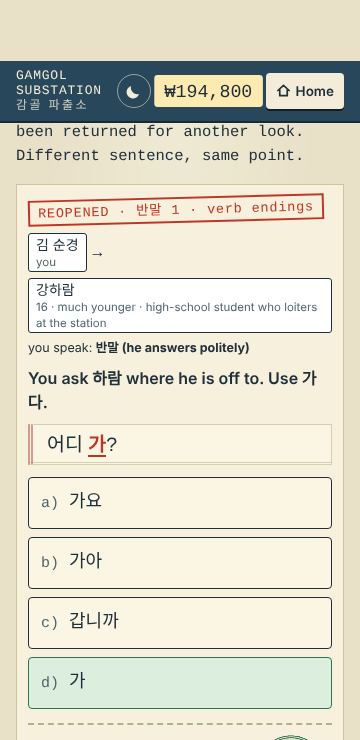 GAMGOL
SUBSTATION
감골 파출소
₩194,800
Home
been returned for another look.
Different sentence, same point.
REOPENED · 반말 1 · verb endings
김 순경
you
→
강하람
16 · much younger · high-school student who loiters
at the station
you speak: 반말 (he answers politely)
You ask 하람 where he is off to. Use 가
다.
어디 가?
a) 가요
b) 가아
c) 갑니까
d) 가